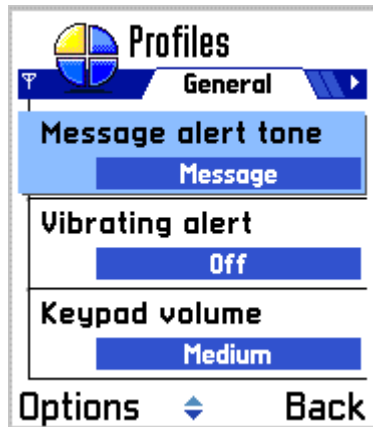 Profiles
General
Message alert tone
Message
Vibrating alert
Off
Keypad volume
Medium
Options
Back